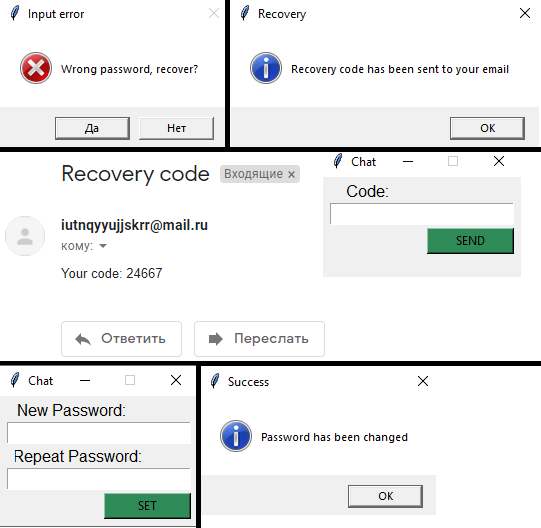 Input error
Wrong password, recover?
Да
Нет
Recovery
Recovery code has been sent to your email
OK
Recovery code
Входящие ×
iutnqyyujjskrr@mail.ru
кому:
Your code: 24667
Ответить
Переслать
Chat
Code:
SEND
Chat
New Password:
Repeat Password:
SET
Success
Password has been changed
OK